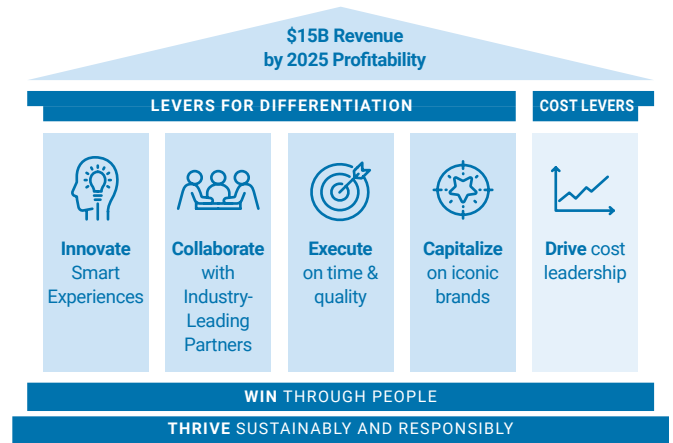 $15B Revenue
by 2025 Profitability
LEVERS FOR DIFFERENTIATION
COST LEVERS
Innovate
Smart
Experiences
Collaborate
with
Industry-
Leading
Partners
Execute
on time &
quality
Capitalize
on iconic
brands
Drive cost
leadership
WIN THROUGH PEOPLE
THRIVE SUSTAINABLY AND RESPONSIBLY